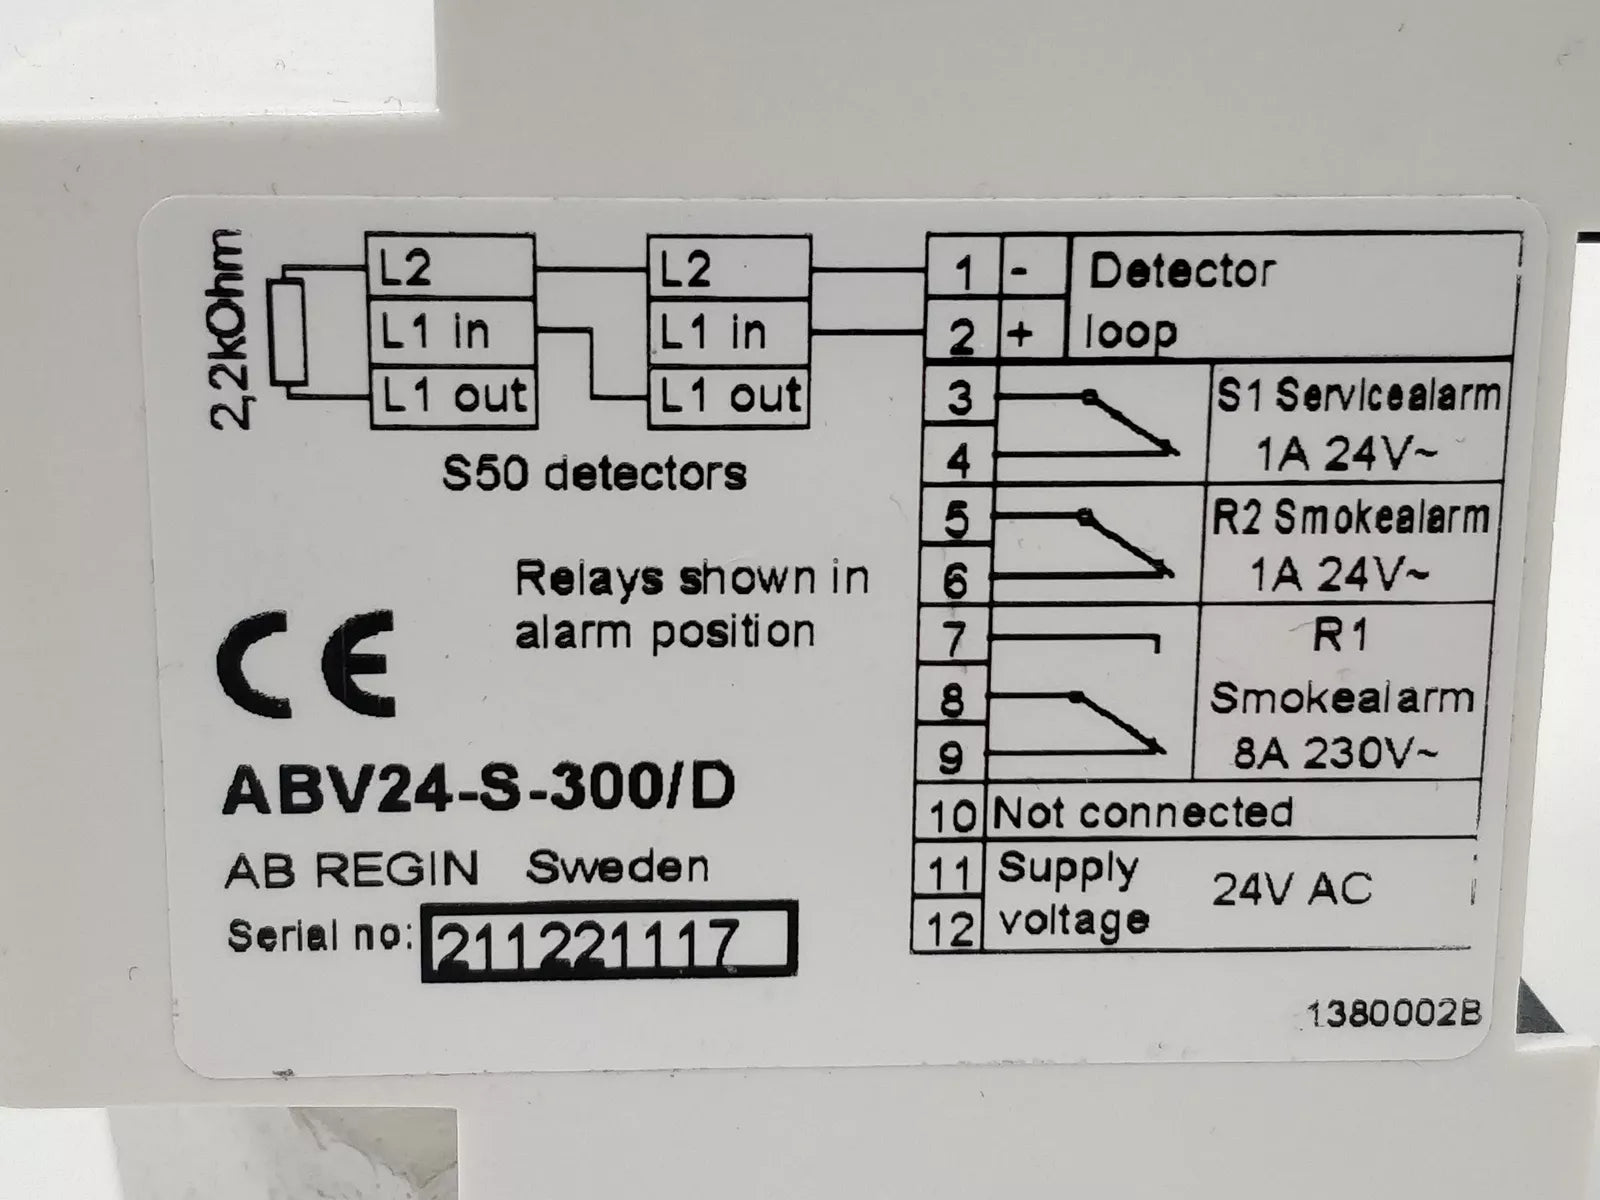 2,2kOhm
L2
L1 in
L1 out
L2
L1 in
L1 out
S50 detectors
Relays shown in
alarm position
CE
ABV24-S-300/D
AB REGIN Sweden
Serial no: 211221117
1 - Detector
2 + loop
3 S1 Servicealarm
4 1A 24V~
5 R2 Smokealarm
6 1A 24V~
7 R1
8 Smokealarm
9 8A 230V~
10 Not connected
11 Supply
12 voltage
24V AC
1380002B